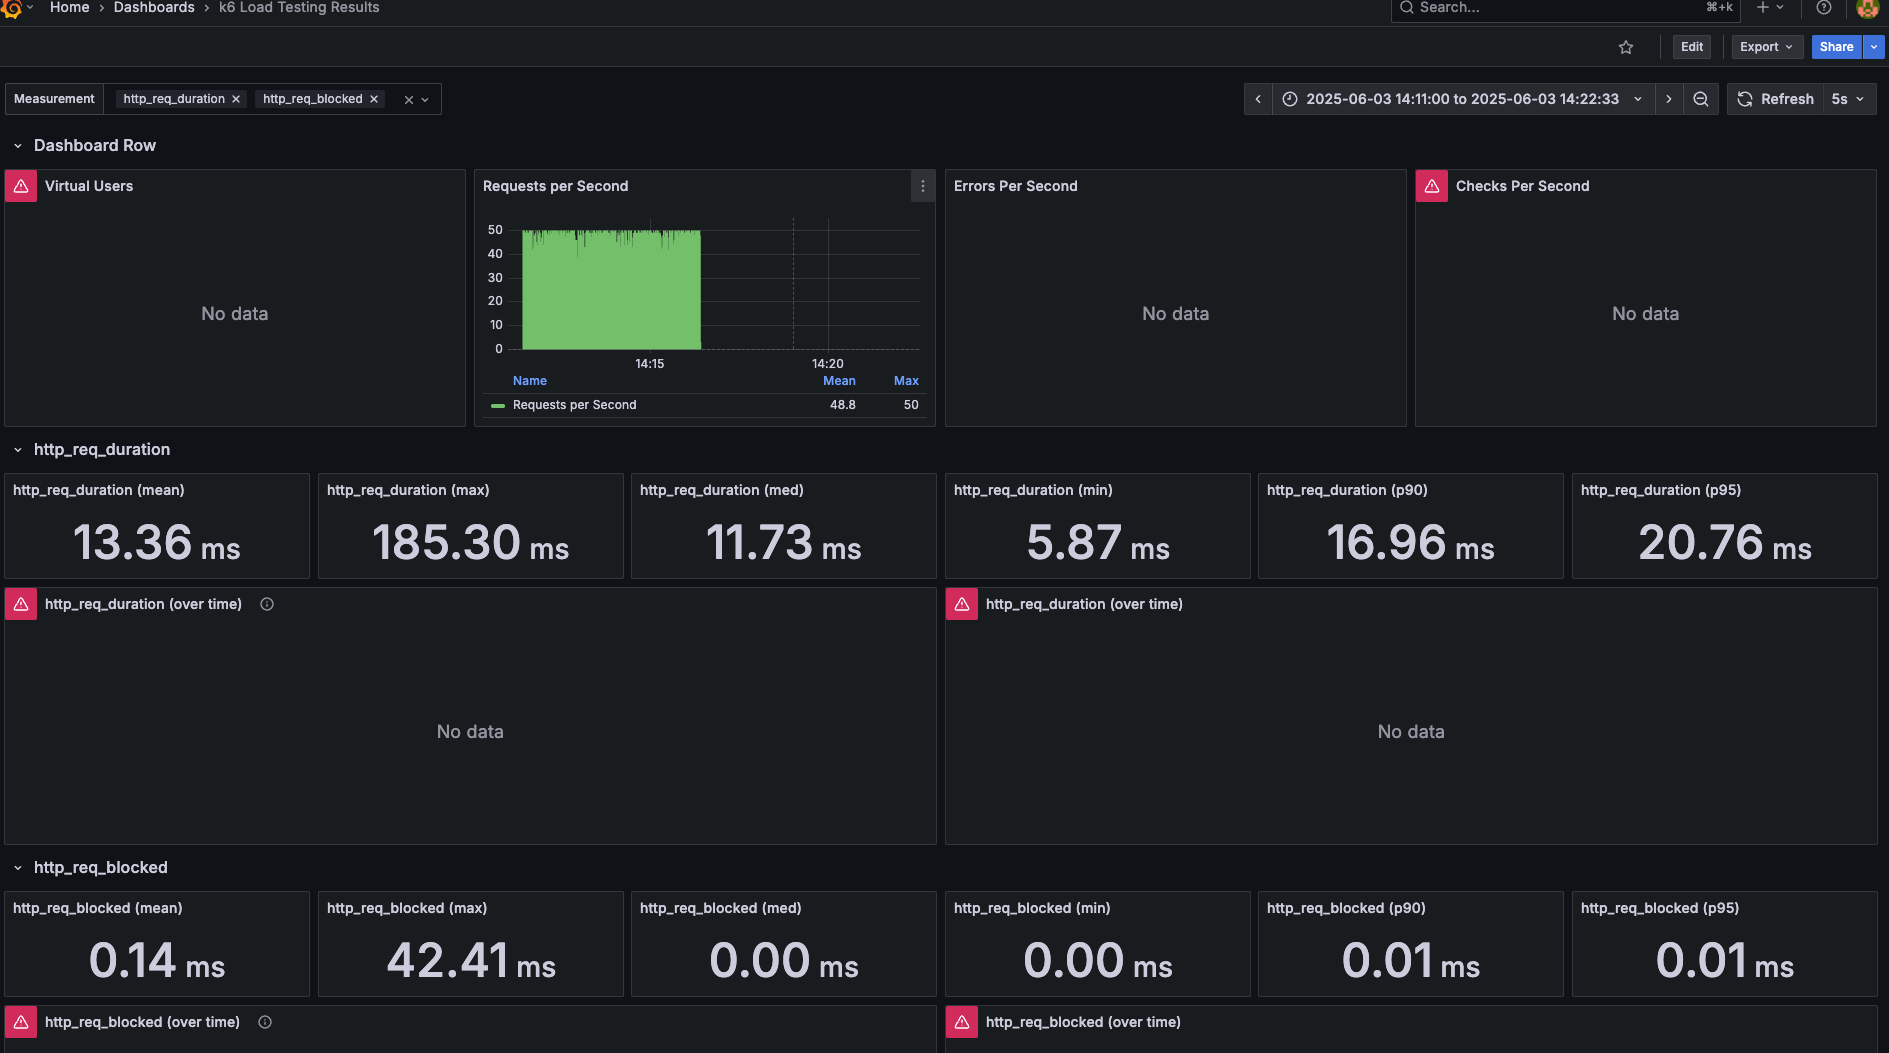 Home › Dashboards › k6 Load Testing Results
Search... ⌘+k
Edit Export Share
Measurement http_req_duration × http_req_blocked ×
2025-06-03 14:11:00 to 2025-06-03 14:22:33 Refresh 5s
Dashboard Row
Virtual Users
No data
Requests per Second
50
40
30
20
10
0
14:15 14:20
Name Mean Max
Requests per Second 48.8 50
Errors Per Second
No data
Checks Per Second
No data
http_req_duration
http_req_duration (mean)
13.36 ms
http_req_duration (max)
185.30 ms
http_req_duration (med)
11.73 ms
http_req_duration (min)
5.87 ms
http_req_duration (p90)
16.96 ms
http_req_duration (p95)
20.76 ms
http_req_duration (over time)
No data
http_req_duration (over time)
No data
http_req_blocked
http_req_blocked (mean)
0.14 ms
http_req_blocked (max)
42.41 ms
http_req_blocked (med)
0.00 ms
http_req_blocked (min)
0.00 ms
http_req_blocked (p90)
0.01 ms
http_req_blocked (p95)
0.01 ms
http_req_blocked (over time)
http_req_blocked (over time)